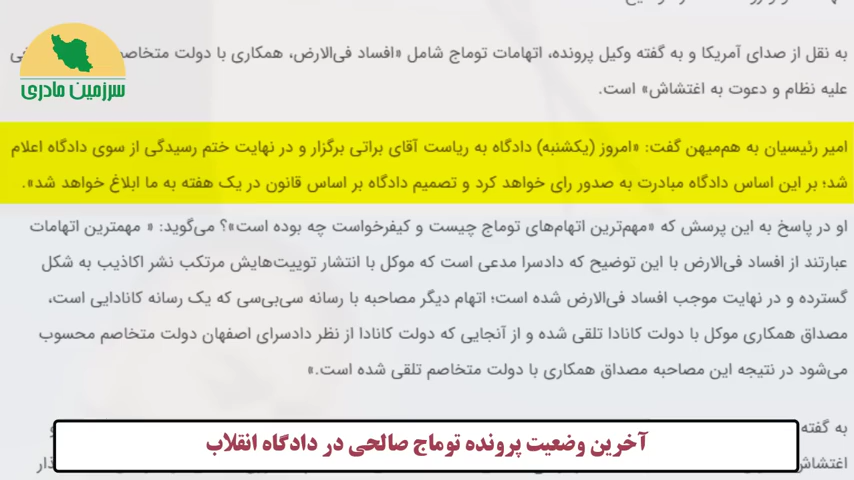 سرزمین مادری
به نقل از صدای آمریکا و به گفته وکیل پرونده، اتهامات توماج شامل «افساد فی‌الارض، همکاری با دولت متخاصم
علیه نظام و دعوت به اغتشاش» است.
امیر رئیسیان به هم‌میهن گفت: «امروز (یکشنبه) دادگاه به ریاست آقای براتی برگزار و در نهایت ختم رسیدگی از سوی دادگاه اعلام
شد؛ بر این اساس دادگاه مبادرت به صدور رای خواهد کرد و تصمیم دادگاه بر اساس قانون در یک هفته به ما ابلاغ خواهد شد».
او در پاسخ به این پرسش که «مهم‌ترین اتهام‌های توماج چیست و کیفرخواست چه بوده است»؟ می‌گوید: « مهمترین اتهامات
عبارتند از افساد فی‌الارض با این توضیح که دادسرا مدعی است که موکل با انتشار توییت‌هایش مرتکب نشر اکاذیب به شکل
گسترده و در نهایت موجب افساد فی‌الارض شده است؛ اتهام دیگر مصاحبه با رسانه سی‌بی‌سی که یک رسانه کانادایی است،
مصداق همکاری موکل با دولت کانادا تلقی شده و از آنجایی که دولت کانادا از نظر دادسرای اصفهان دولت متخاصم محسوب
می‌شود در نتیجه این مصاحبه مصداق همکاری با دولت متخاصم تلقی شده است.»
به گفته
آخرین وضعیت پرونده توماج صالحی در دادگاه انقلاب